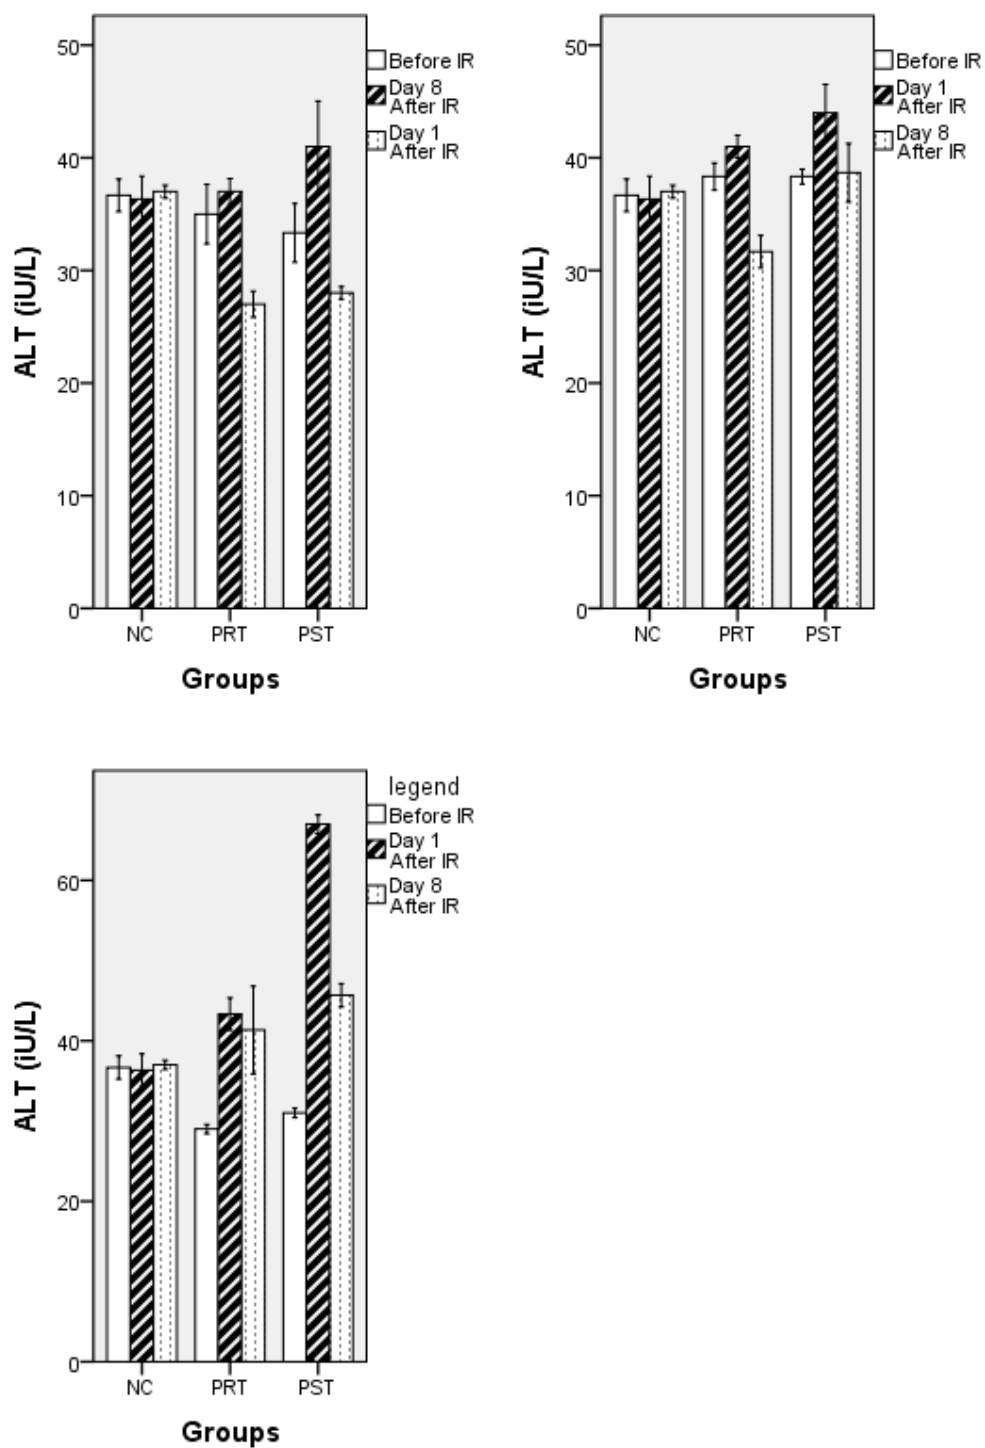 50
40
30
20
10
0
ALT (iU/L)
NC PRT PST
Groups
Before IR
Day 8
After IR
Day 1
After IR
50
40
30
20
10
0
ALT (iU/L)
NC PRT PST
Groups
Before IR
Day 1
After IR
Day 8
After IR
60
40
20
0
ALT (iU/L)
NC PRT PST
Groups
legend
Before IR
Day 1
After IR
Day 8
After IR